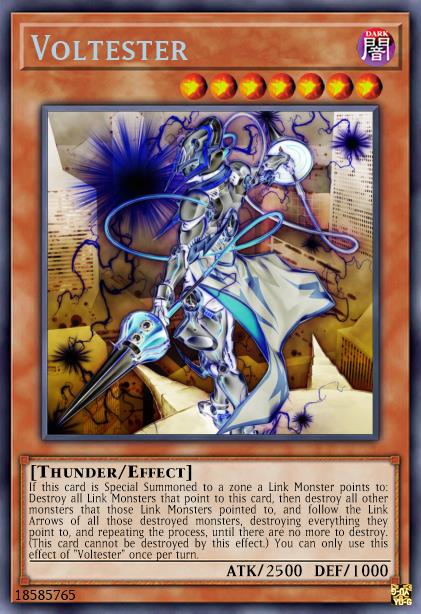 VOLTESTER
DARK
闇
[THUNDER/EFFECT]
If this card is Special Summoned to a zone a Link Monster points to:
Destroy all Link Monsters that point to this card, then destroy all other
monsters that those Link Monsters pointed to, and follow the Link
Arrows of all those destroyed monsters, destroying everything they
point to, and repeating the process, until there are no more to destroy.
(This card cannot be destroyed by this effect.) You can only use this
effect of "Voltester" once per turn.
ATK/2500 DEF/1000
18585765